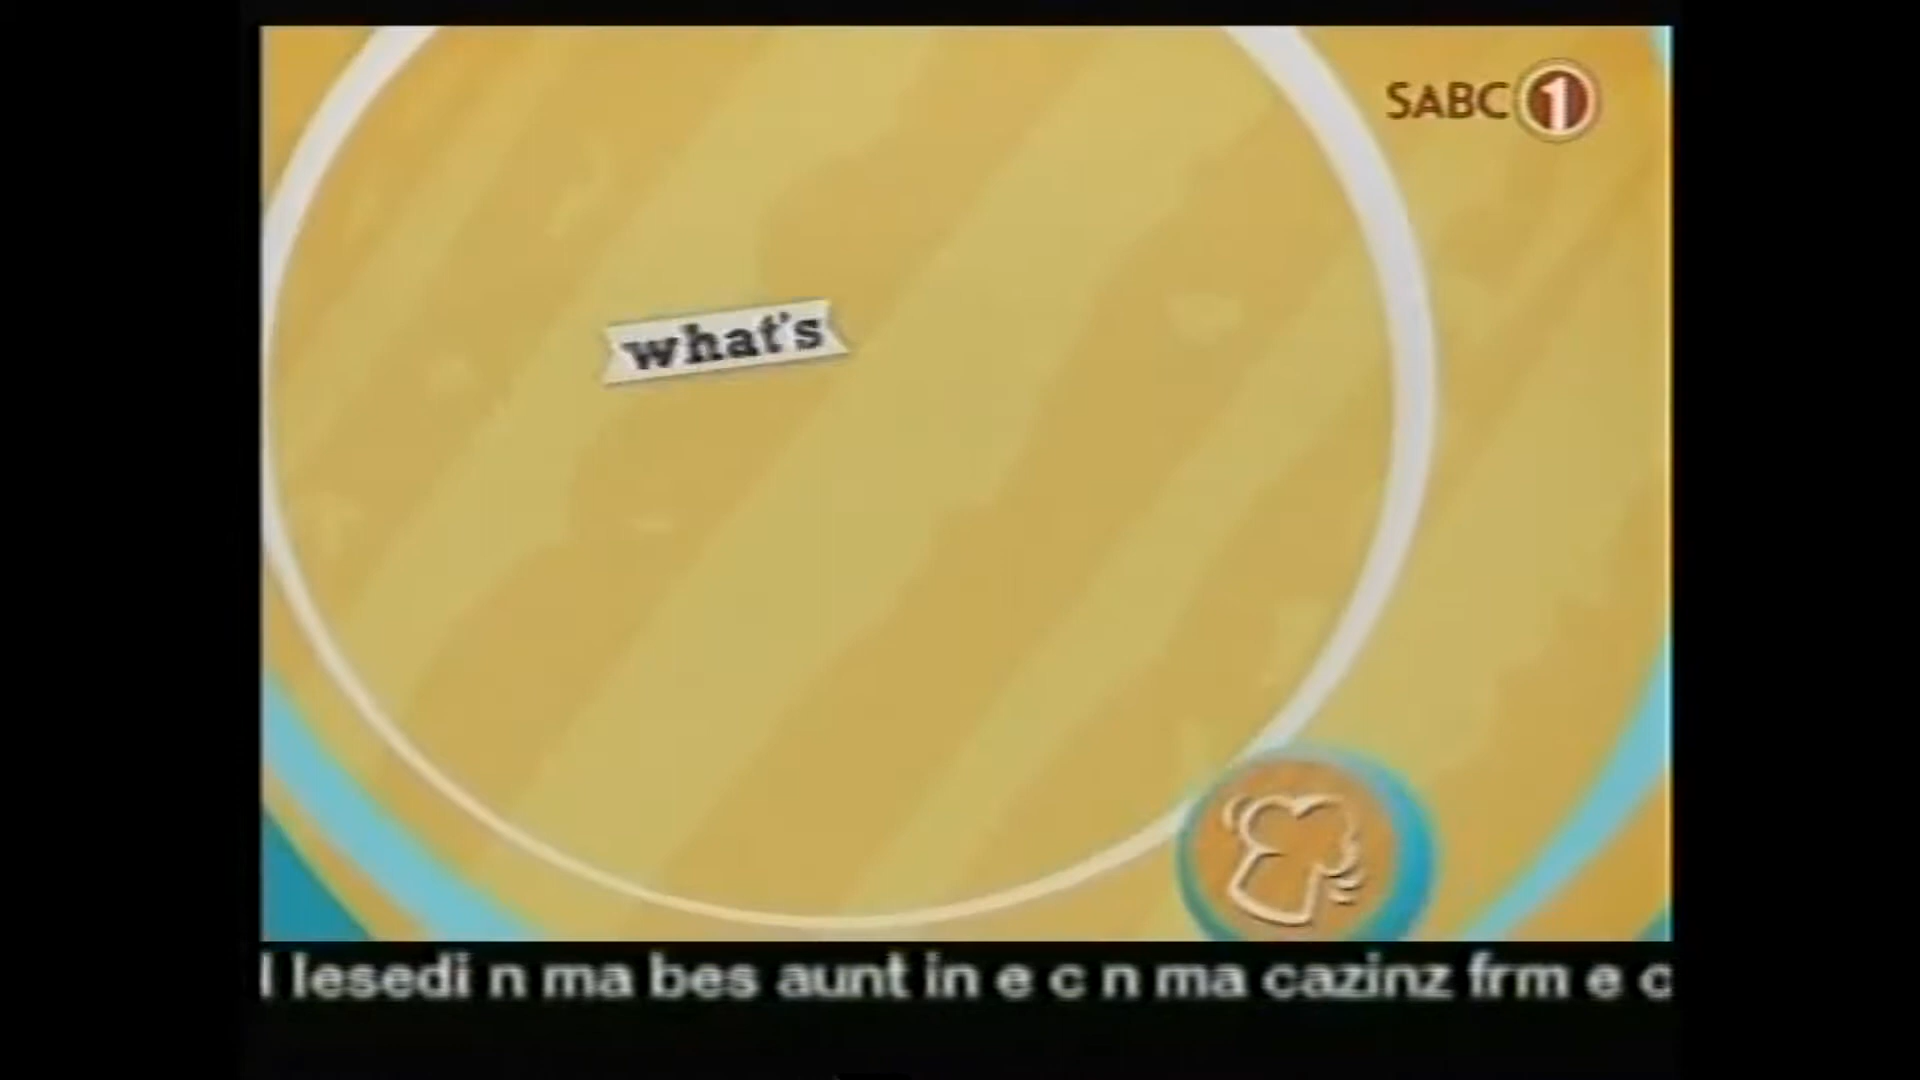 SABC 1
what's
lesedi n ma bes aunt in e c n ma cazinz frm e c